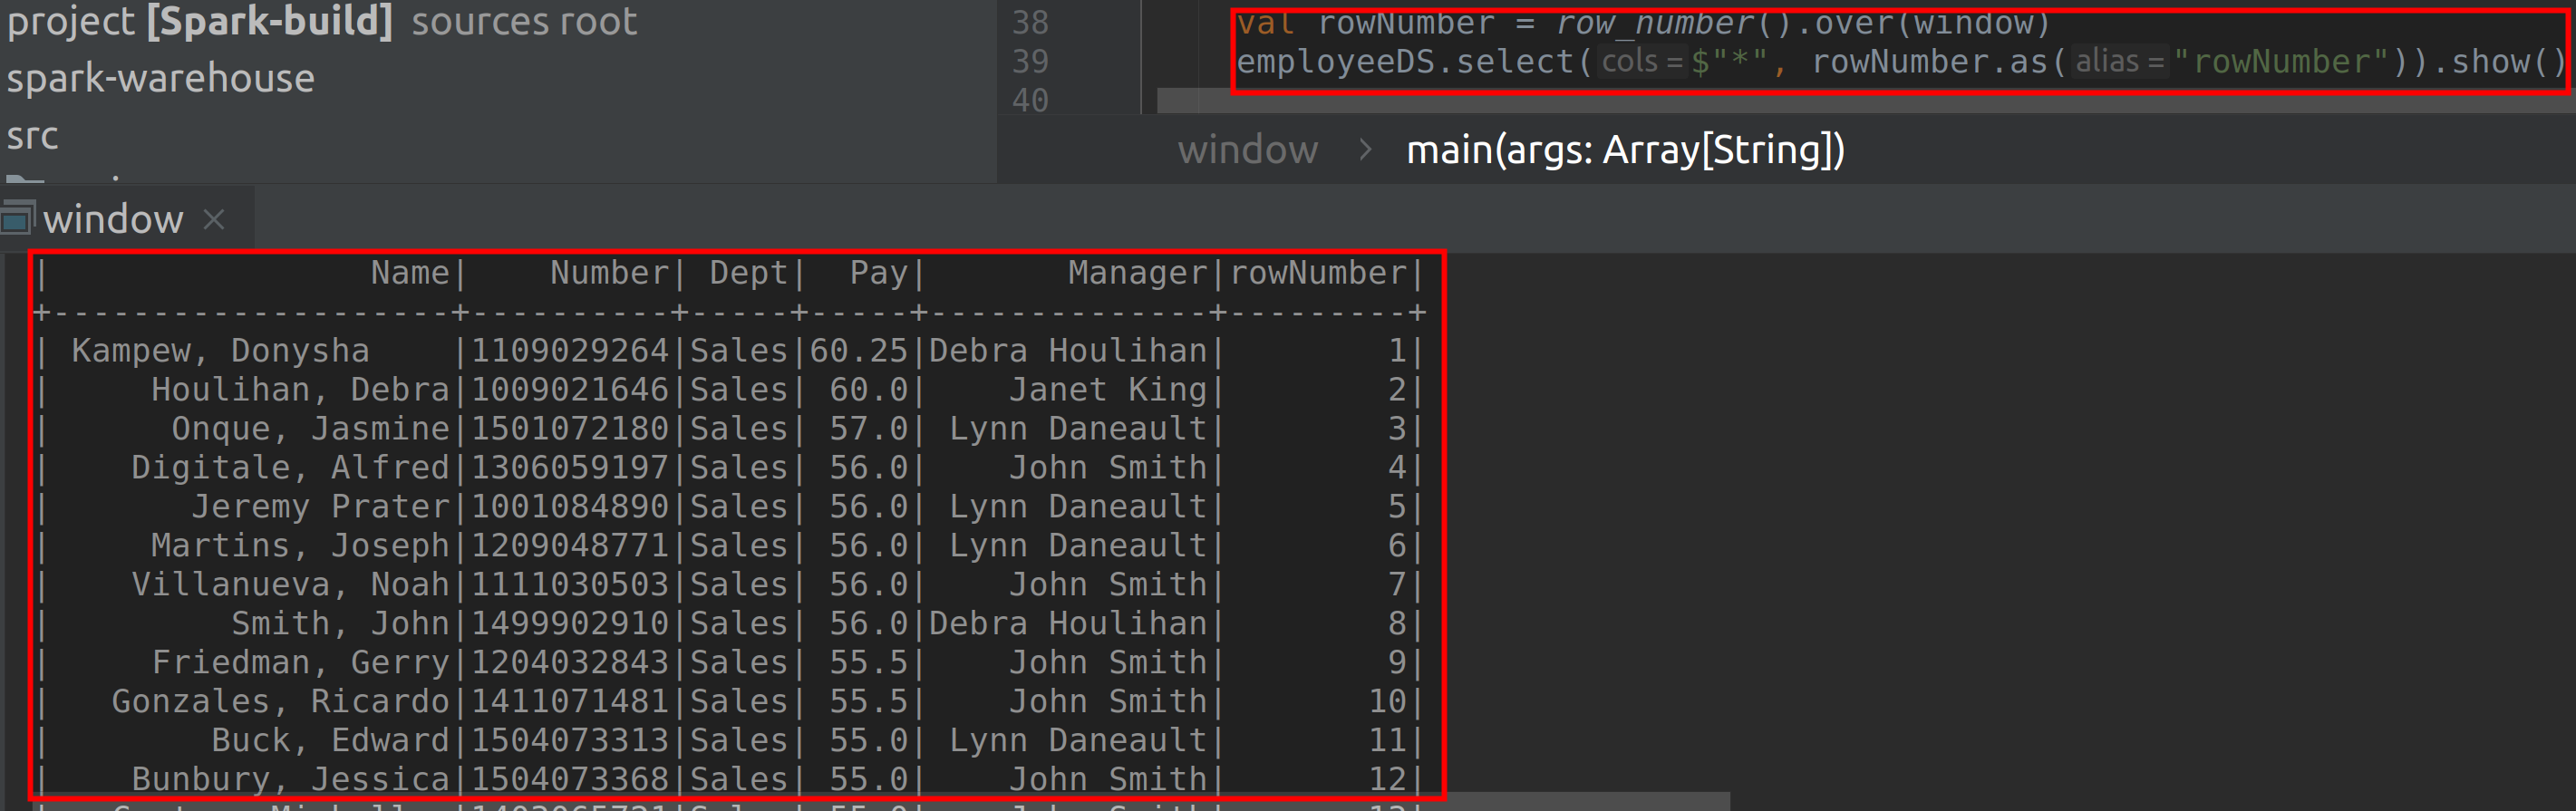 project [Spark-build] sources root
spark-warehouse
src
38 val rowNumber = row_number().over(window)
39 employeeDS.select( cols = $"*", rowNumber.as( alias = "rowNumber")).show()
40
window > main(args: Array[String])
window ×
| Name| Number| Dept| Pay| Manager|rowNumber|
+--------------------+----------+-----+-----+--------------+---------+
| Kampew, Donysha |1109029264|Sales|60.25|Debra Houlihan| 1|
| Houlihan, Debra|1009021646|Sales| 60.0| Janet King| 2|
| Onque, Jasmine|1501072180|Sales| 57.0| Lynn Daneault| 3|
| Digitale, Alfred|1306059197|Sales| 56.0| John Smith| 4|
| Jeremy Prater|1001084890|Sales| 56.0| Lynn Daneault| 5|
| Martins, Joseph|1209048771|Sales| 56.0| Lynn Daneault| 6|
| Villanueva, Noah|1111030503|Sales| 56.0| John Smith| 7|
| Smith, John|1499902910|Sales| 56.0|Debra Houlihan| 8|
| Friedman, Gerry|1204032843|Sales| 55.5| John Smith| 9|
| Gonzales, Ricardo|1411071481|Sales| 55.5| John Smith| 10|
| Buck, Edward|1504073313|Sales| 55.0| Lynn Daneault| 11|
| Bunbury, Jessica|1504073368|Sales| 55.0| John Smith| 12|